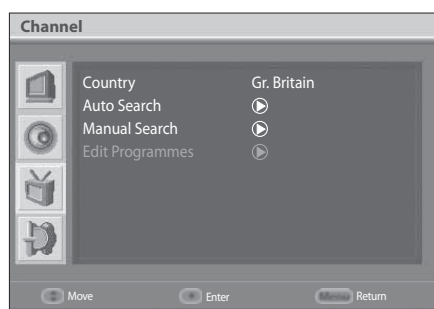 Channel
Country Gr. Britain
Auto Search
Manual Search
Edit Programmes
Move Enter Menu Return